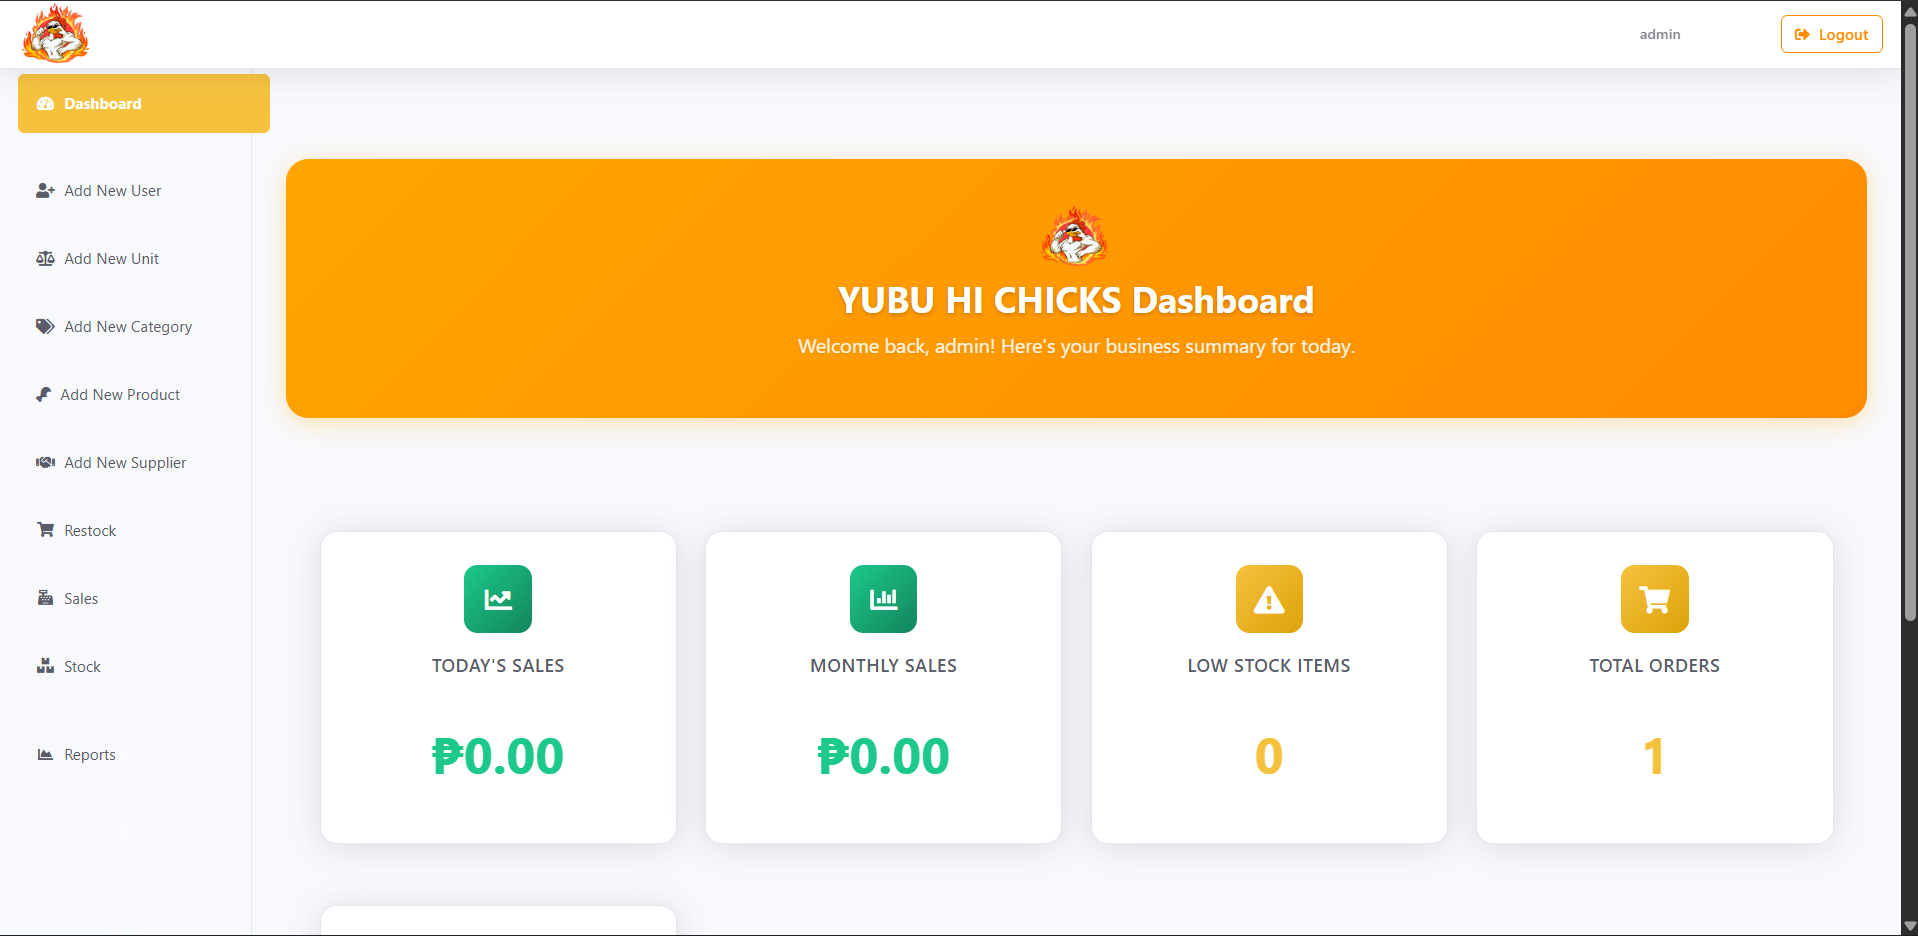 admin
Logout
Dashboard
Add New User
Add New Unit
Add New Category
Add New Product
Add New Supplier
Restock
Sales
Stock
Reports
YUBU HI CHICKS Dashboard
Welcome back, admin! Here's your business summary for today.
TODAY'S SALES
₱0.00
MONTHLY SALES
₱0.00
LOW STOCK ITEMS
0
TOTAL ORDERS
1